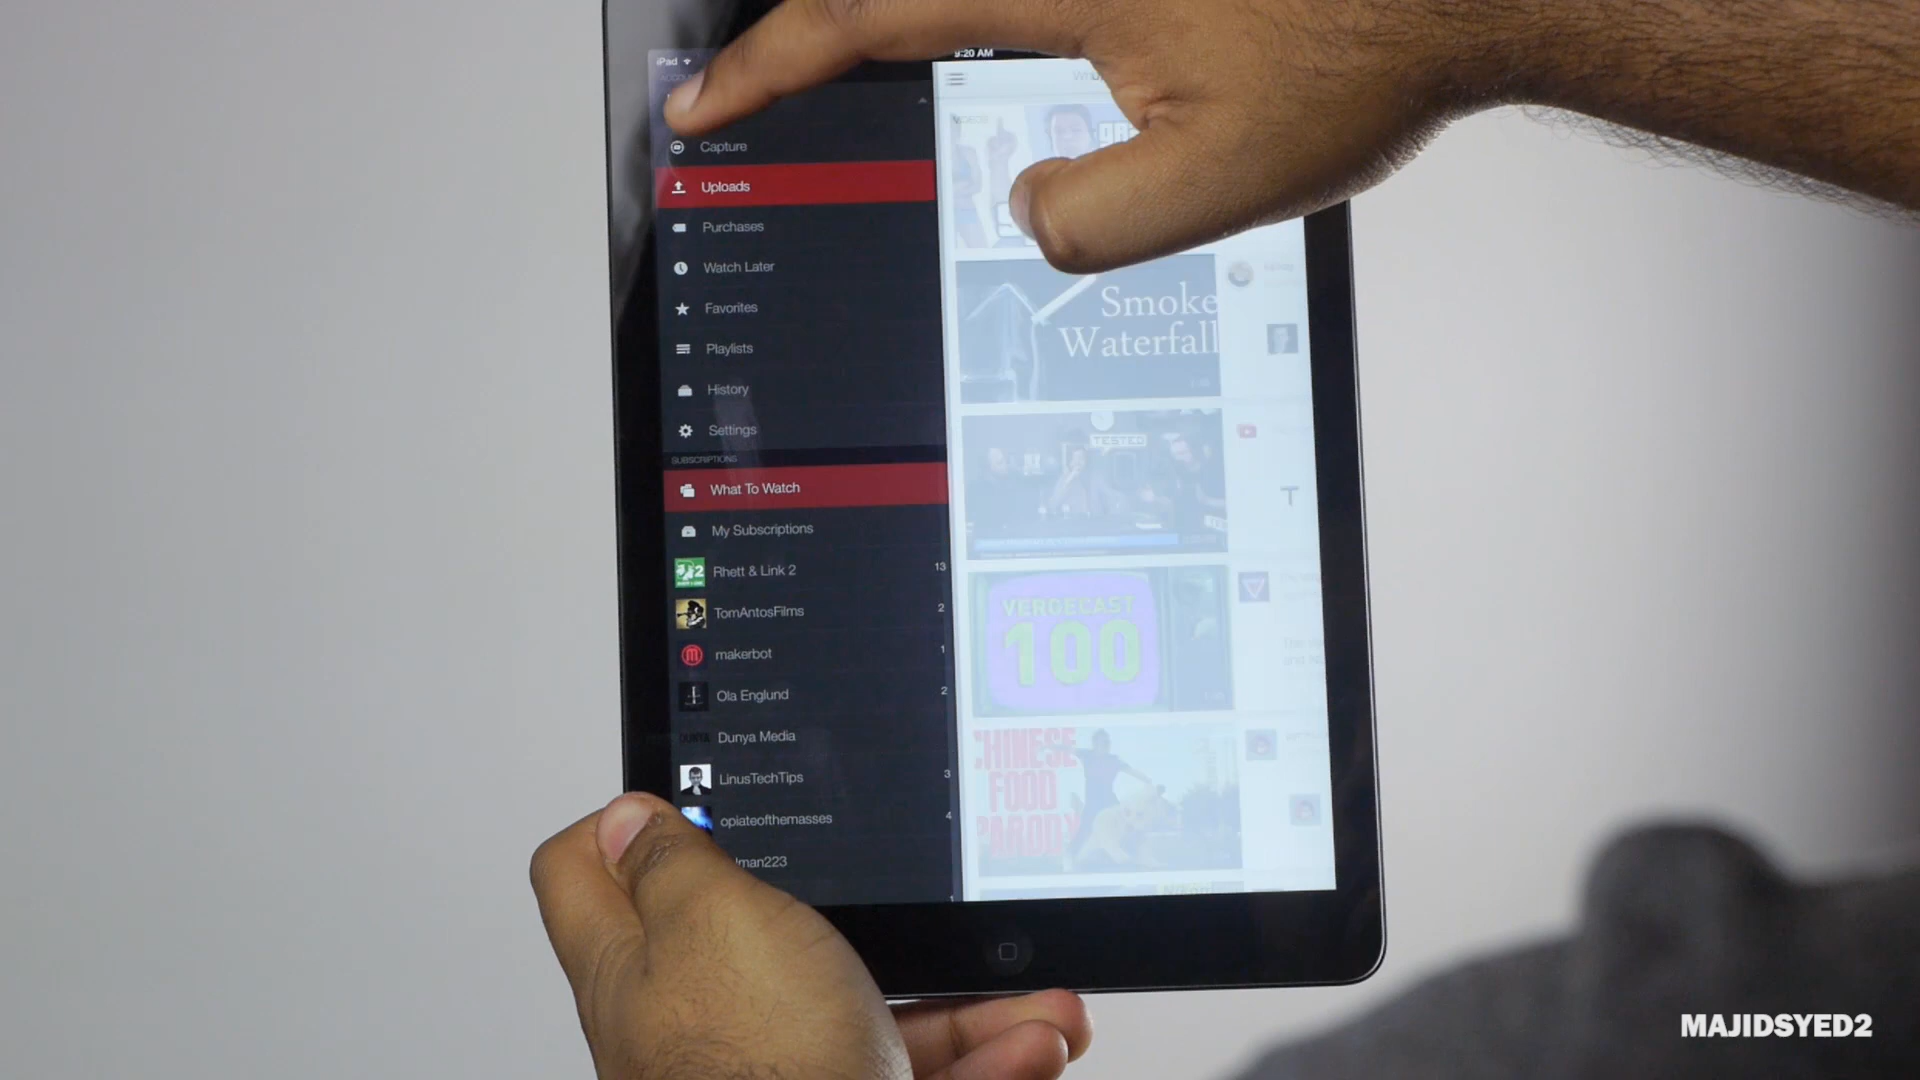 iPad
9:20 AM
Capture
Uploads
Purchases
Watch Later
Favorites
Playlists
History
Settings
SUBSCRIPTIONS
What To Watch
My Subscriptions
Rhett & Link 2 13
TomAntosFilms 2
makerbot 1
Ola Englund 2
Dunya Media
LinusTechTips 3
opiateofthemasses 4
1
VIDEOS
Smoke
Waterfall
TESTED
T
VERGECAST
100
CHINESE
FOOD
PARODY
MAJIDSYED2